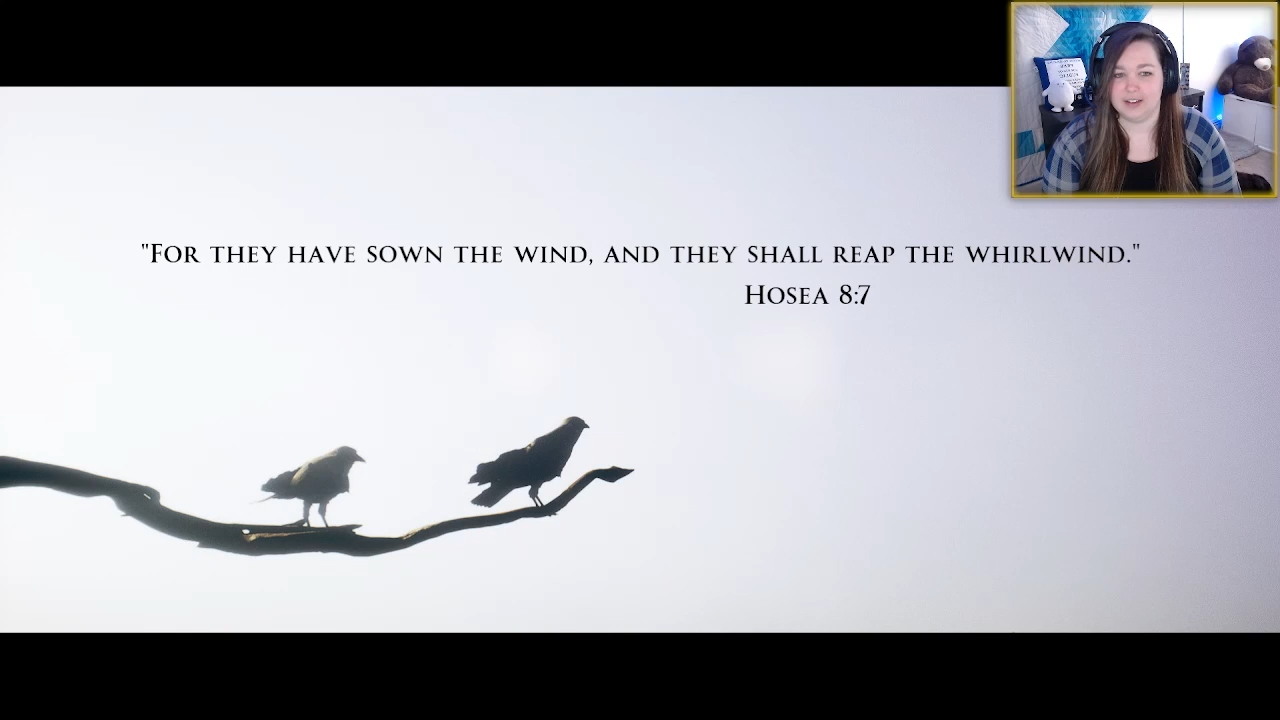 "For they have sown the wind, and they shall reap the whirlwind."
Hosea 8:7